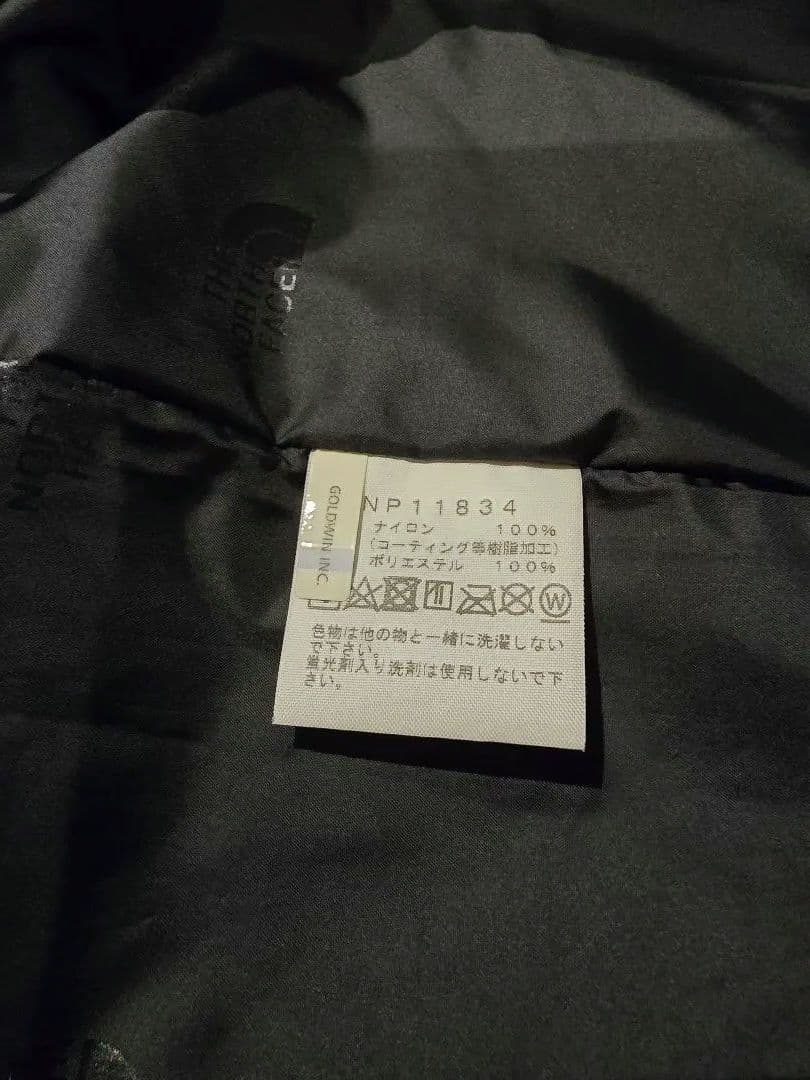 THE
NORTH
FACE
GOLDWIN INC.
NP11834
ナイロン 100%
(コーティング等樹脂加工)
ポリエステル 100%
W
色物は他の物と一緒に洗濯しない
で下さい。
蛍光剤入り洗剤は使用しないで下
さい。